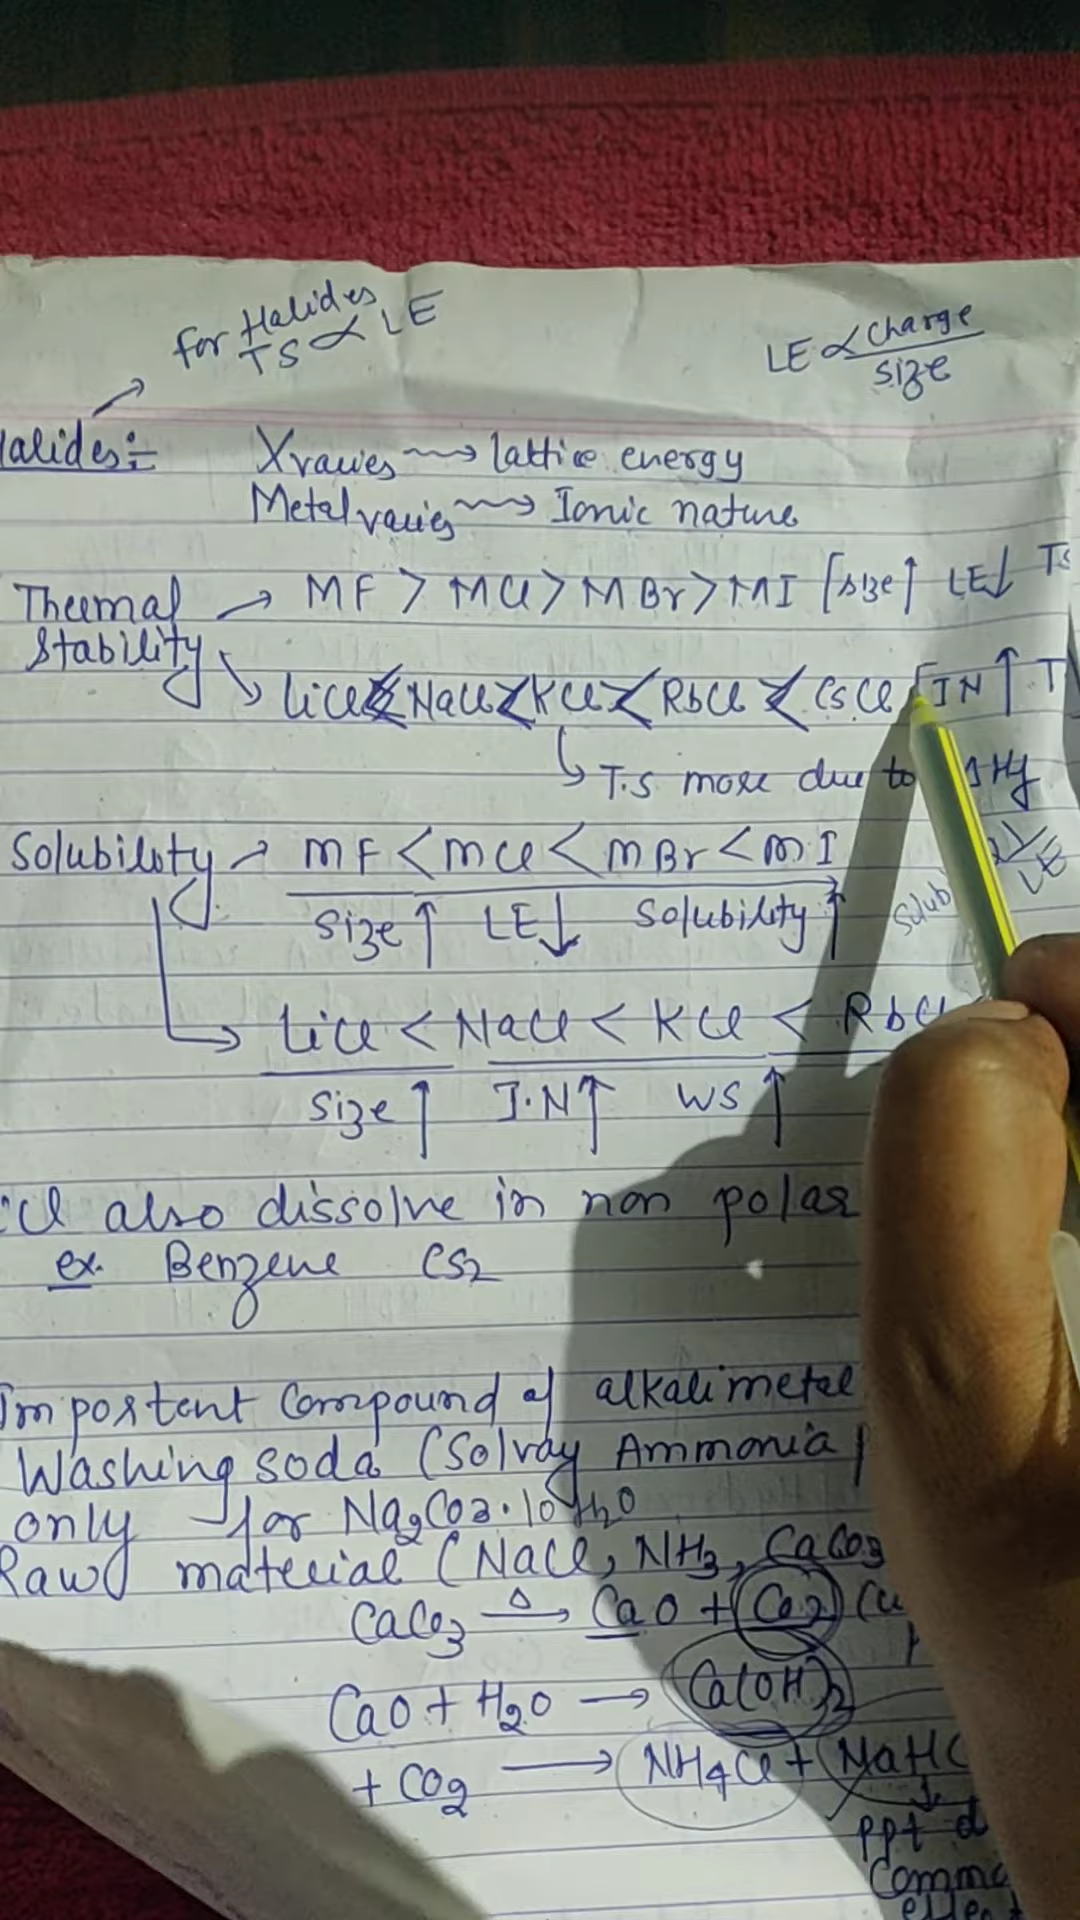 For Halides
TS ∝ LE
LE ∝ Charge
size
alides :-
X varies ⟿ lattice energy
Metal varies ⟿ Ionic nature
Thermal Stability → MF > MCl > MBr > MI [size↑ LE↓ Ts
↳ LiCl < NaCl < KCl < RbCl < CsCl [IN↑ T
↳ T.S more due to
Solubility → MF < MCl < MBr < MI
Size↑ LE↓ Solubility↑
Solub
LE
→ LiCl < NaCl < KCl < RbCl
Size↑ I.N↑ WS↑
Cl also dissolve in non polar
ex. Benzene CS2
Important Compound of alkali metal
Washing soda (Solvay Ammonia
only for Na2Co3.10H2O
Raw material (NaCl, NH3, CaCO3
CaCo3 —Δ→ CaO + Co2
CaO + H2O → Ca(OH)2
+ CO2 → NH4Cl + NaHC
ppt d
Comm